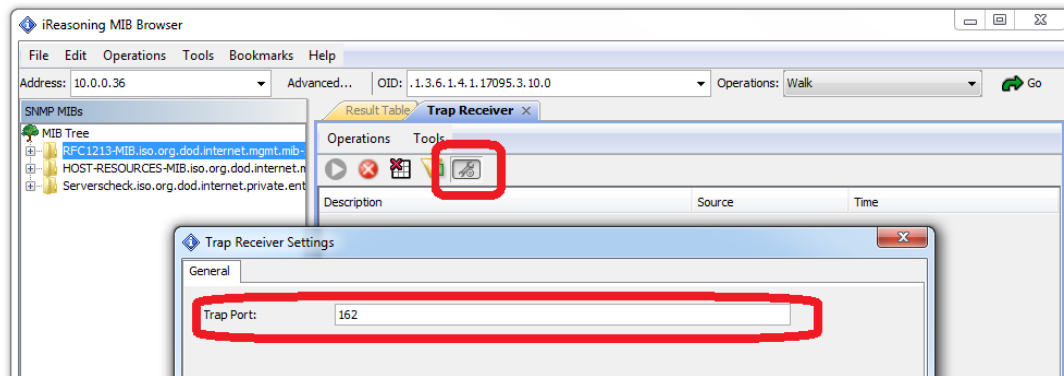 iReasoning MIB Browser
File Edit Operations Tools Bookmarks Help
Address: 10.0.0.36 Advanced... OID: .1.3.6.1.4.1.17095.3.10.0 Operations: Walk Go
SNMP MIBs
Result Table Trap Receiver
MIB Tree
RFC1213-MIB.iso.org.dod.internet.mgmt.mib-
HOST-RESOURCES-MIB.iso.org.dod.internet.n
Serverscheck.iso.org.dod.internet.private.ent
Operations Tools
Description Source Time
Trap Receiver Settings
General
Trap Port: 162